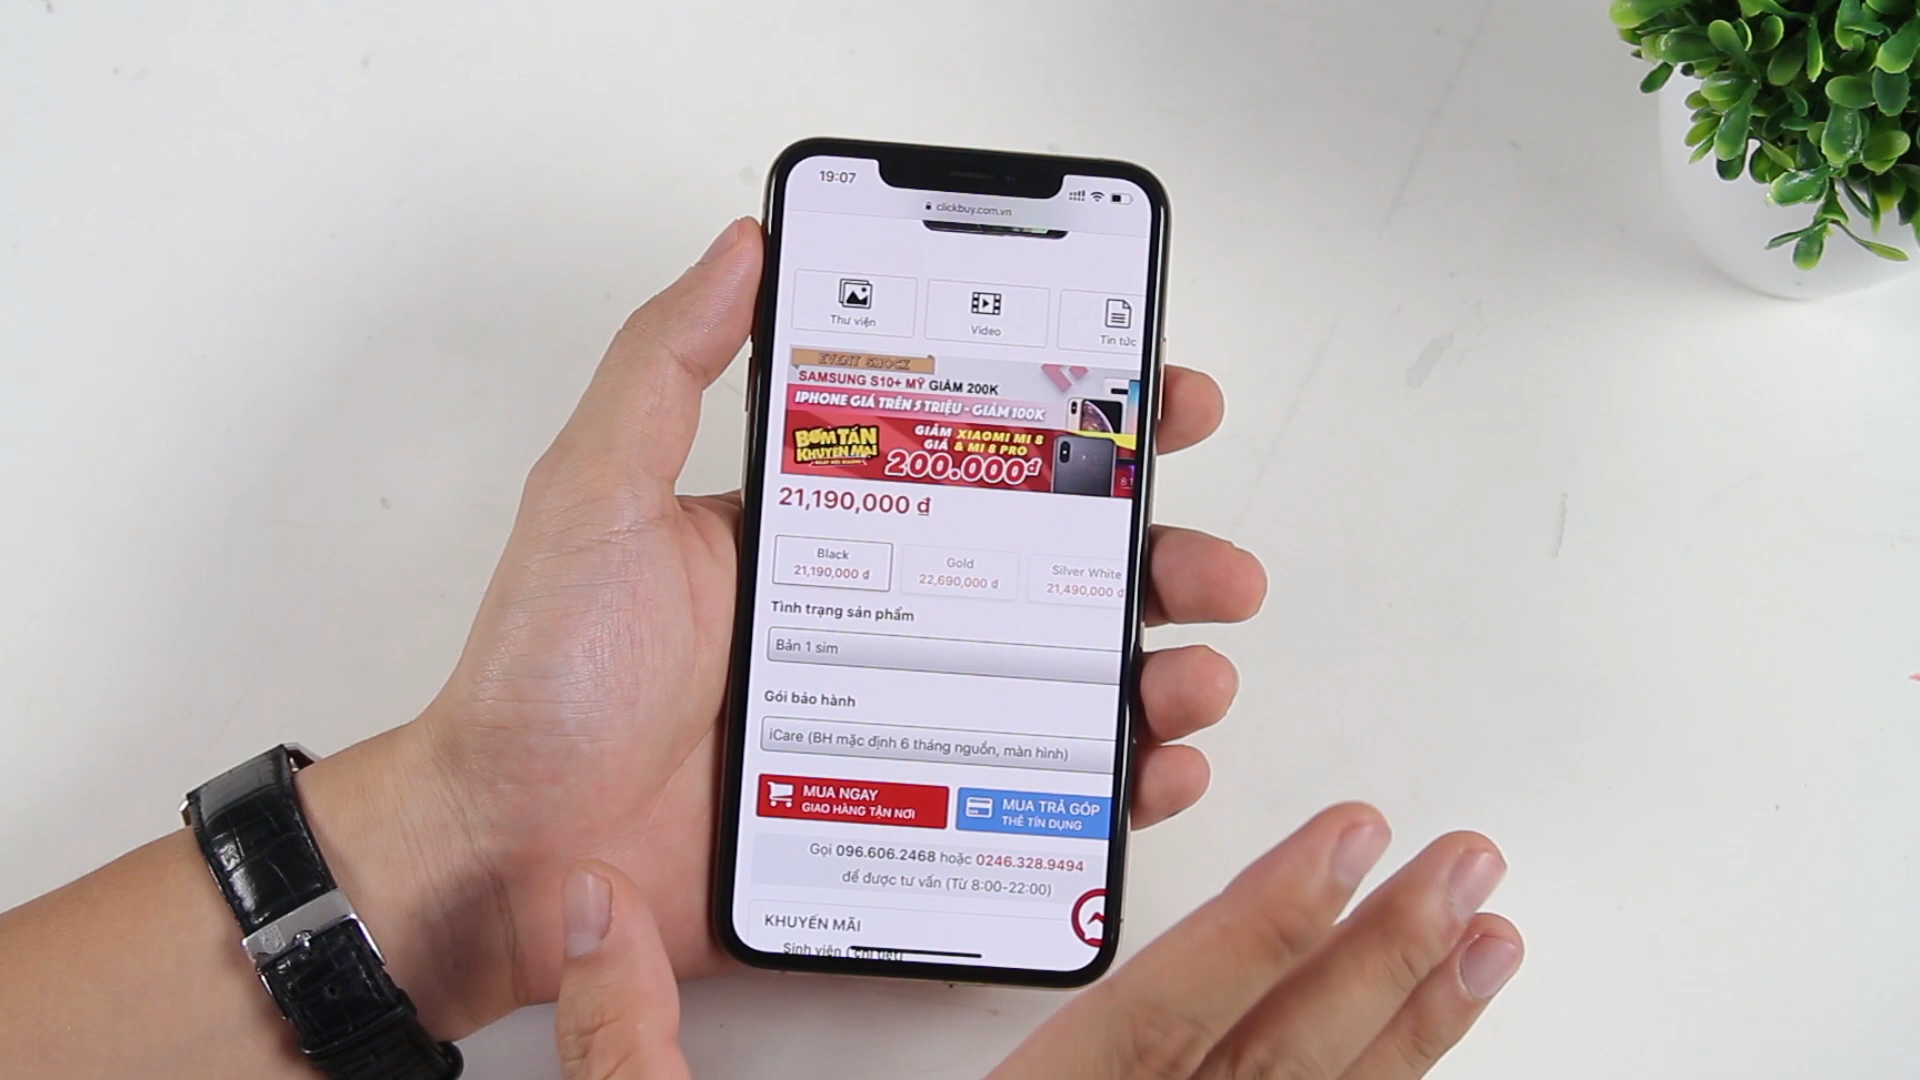 19:07
clickbuy.com.vn
Thư viện
Video
Tin tức
EVENT SHOCK
SAMSUNG S10+ MỸ GIẢM 200K
IPHONE GIÁ TRÊN 5 TRIỆU - GIẢM 100K
BOM TẤN
KHUYẾN MẠI
GIẢM GIÁ
XIAOMI MI 8
& MI 8 PRO
200.000đ
21,190,000 đ
Black
21,190,000 đ
Gold
22,690,000 đ
Silver White
21,490,000 đ
Tình trạng sản phẩm
Bản 1 sim
Gói bảo hành
iCare (BH mặc định 6 tháng nguồn, màn hình)
MUA NGAY
GIAO HÀNG TẬN NƠI
MUA TRẢ GÓP
THẺ TÍN DỤNG
Gọi 096.606.2468 hoặc 0246.328.9494
để được tư vấn (Từ 8:00-22:00)
KHUYẾN MÃI
Sinh viên